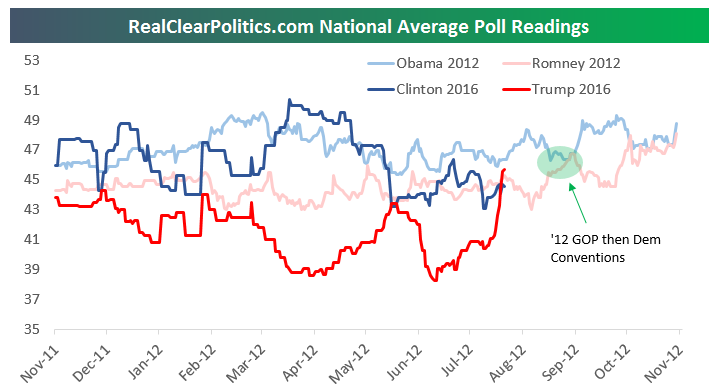 RealClearPolitics.com National Average Poll Readings
53
51
49
47
45
43
41
39
37
35
Obama 2012
Romney 2012
Clinton 2016
Trump 2016
'12 GOP then Dem
Conventions
Nov-11
Dec-11
Jan-12
Feb-12
Mar-12
Apr-12
May-12
Jun-12
Jul-12
Aug-12
Sep-12
Oct-12
Nov-12